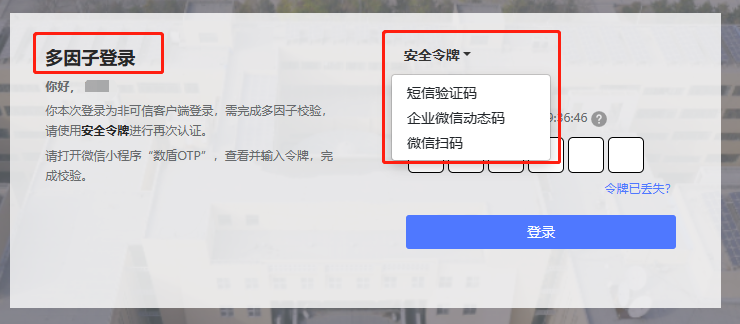 多因子登录
你好，
你本次登录为非可信客户端登录，需完成多因子校验，
请使用安全令牌进行再次认证。
请打开微信小程序“数盾OTP”，查看并输入令牌，完
成校验。
安全令牌
短信验证码
企业微信动态码
微信扫码
:36:46 ?
令牌已丢失?
登录